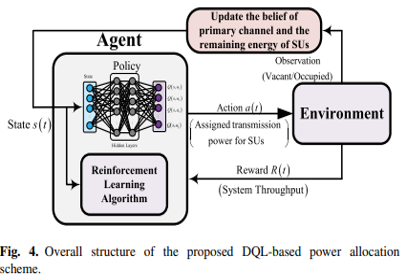 Update the belief of
primary channel and the
remaining energy of SUs
Agent
Observation
(Vacant/Occupied)
Policy
State
Hidden Layers
State s(t)
Action a(t)
(Assigned transmission
power for SUs)
Environment
Reinforcement
Learning
Algorithm
Reward R(t)
(System Throughput)
Fig. 4. Overall structure of the proposed DQL-based power allocation
scheme.